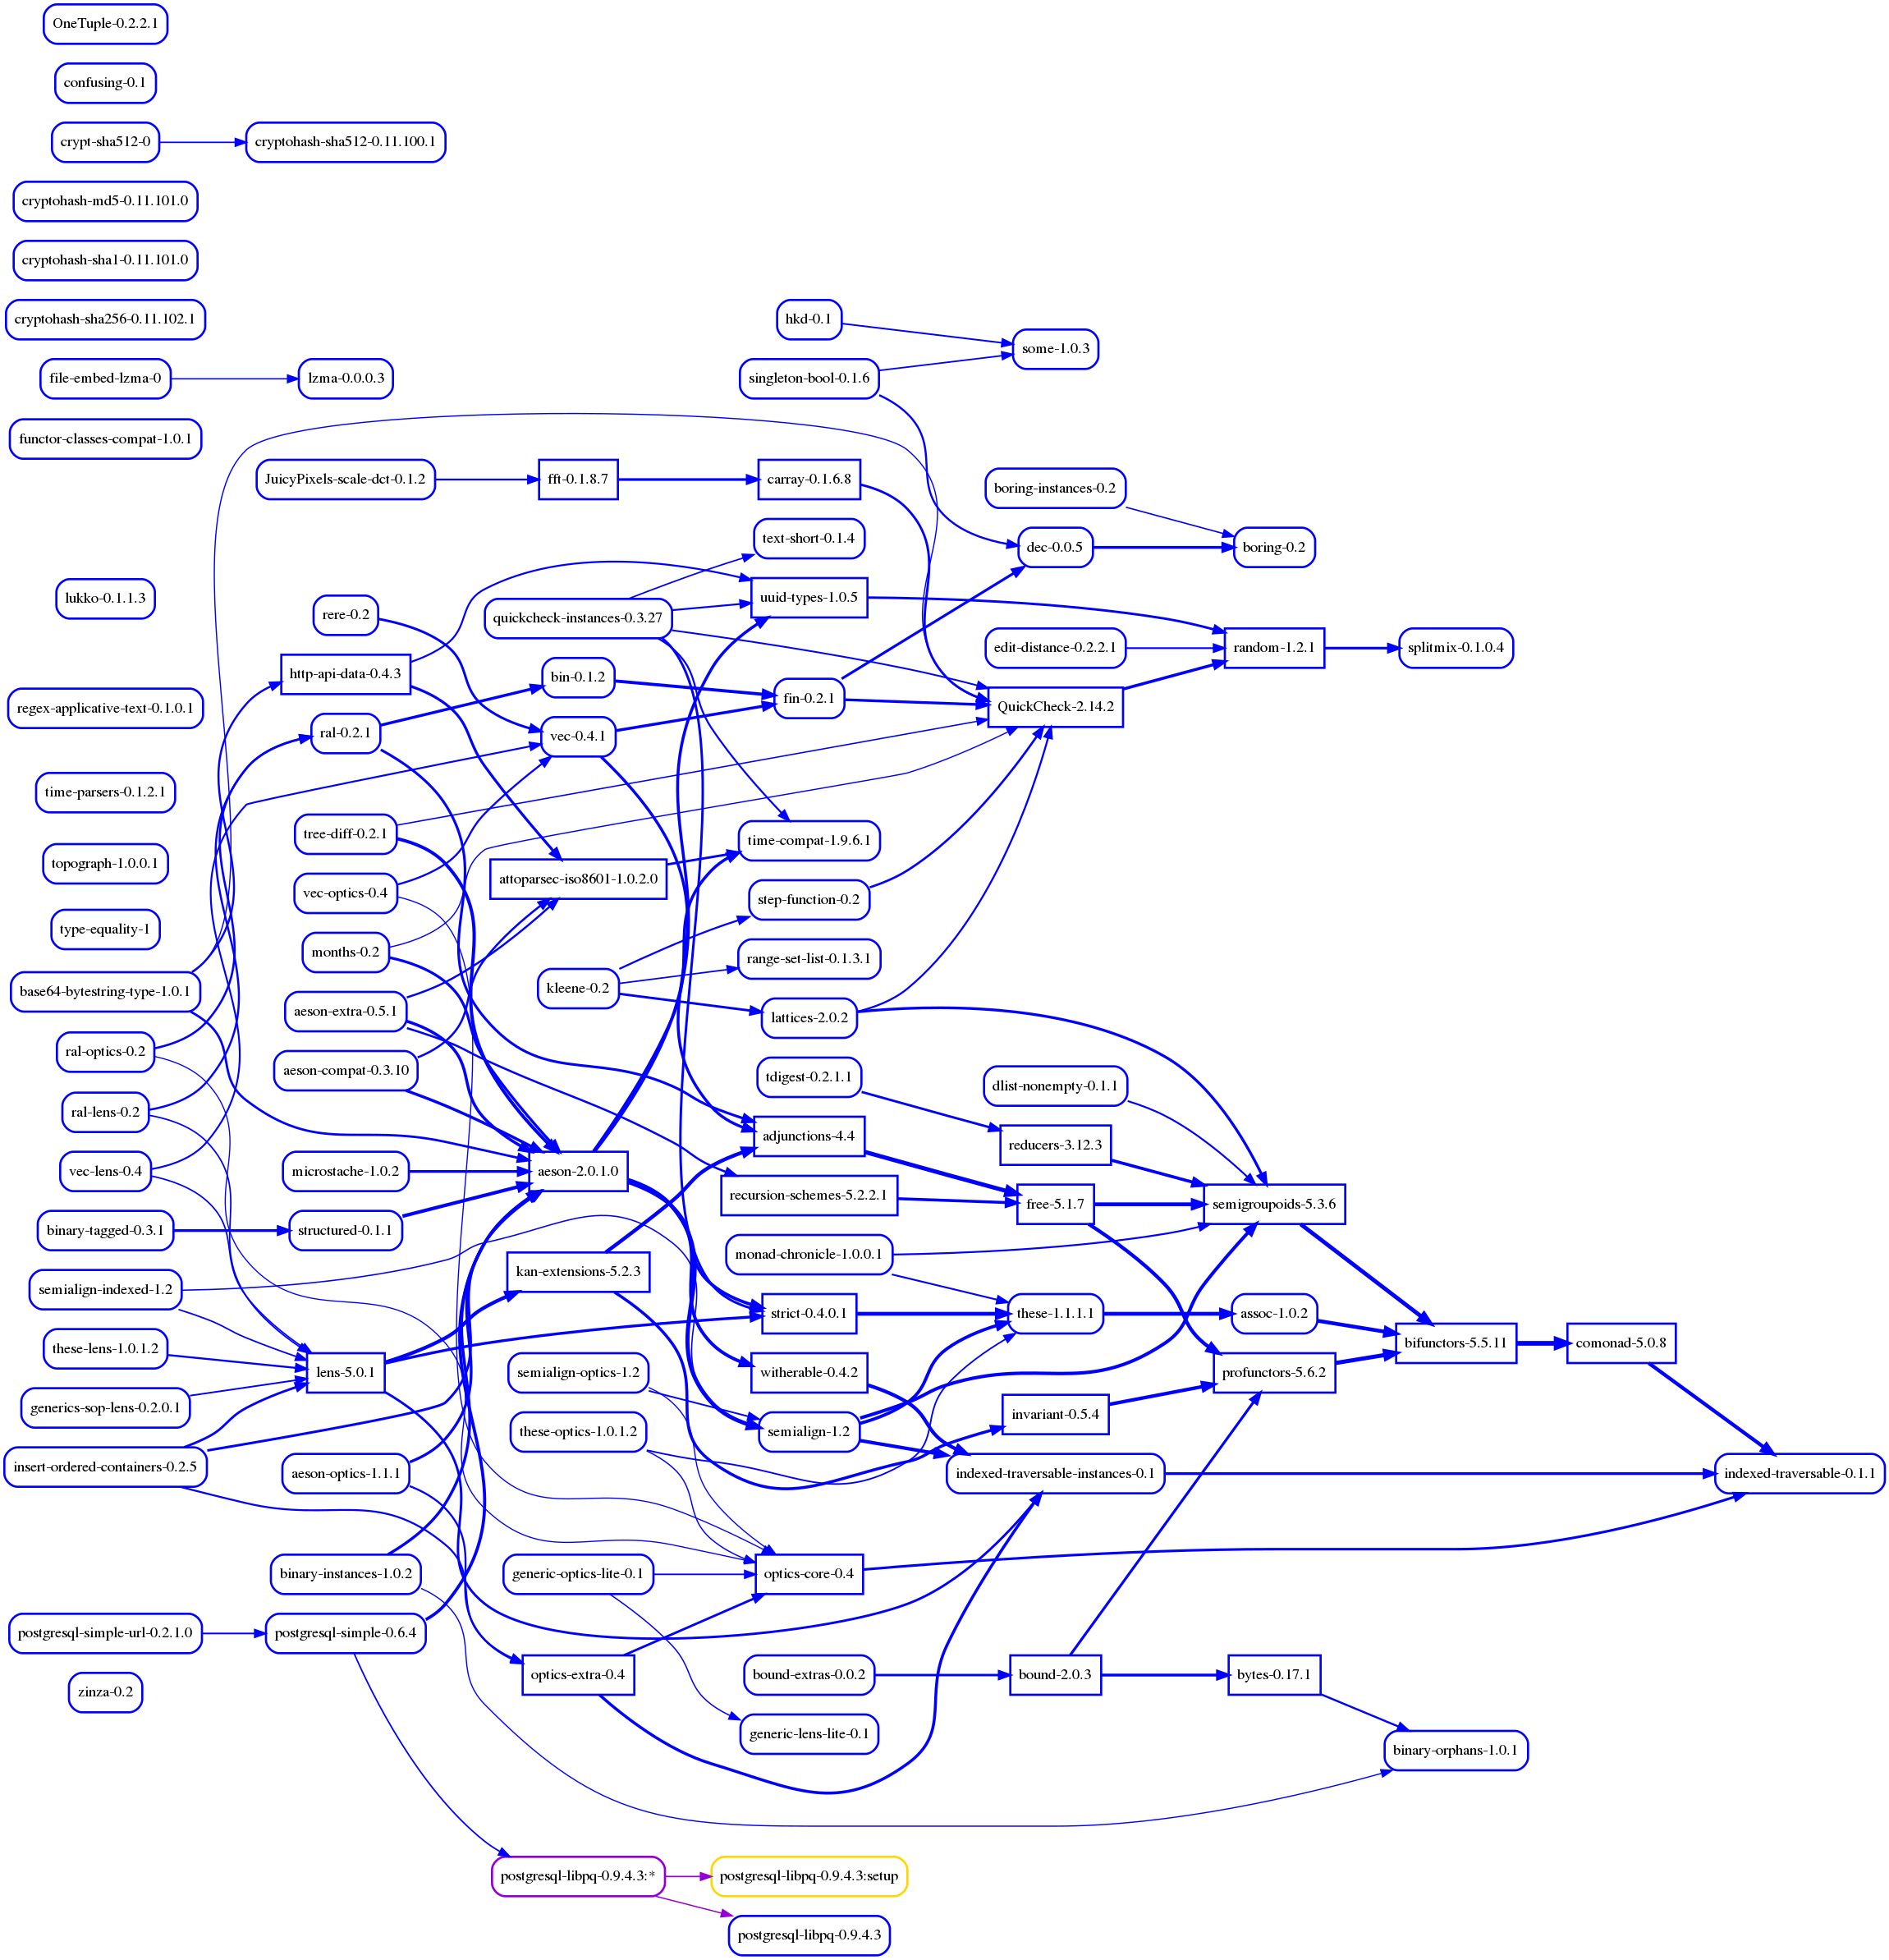 OneTuple-0.2.2.1
confusing-0.1
crypt-sha512-0
cryptohash-sha512-0.11.100.1
cryptohash-md5-0.11.101.0
cryptohash-sha1-0.11.101.0
cryptohash-sha256-0.11.102.1
hkd-0.1
some-1.0.3
file-embed-lzma-0
lzma-0.0.0.3
singleton-bool-0.1.6
functor-classes-compat-1.0.1
JuicyPixels-scale-dct-0.1.2
fft-0.1.8.7
carray-0.1.6.8
boring-instances-0.2
text-short-0.1.4
dec-0.0.5
boring-0.2
lukko-0.1.1.3
rere-0.2
quickcheck-instances-0.3.27
uuid-types-1.0.5
edit-distance-0.2.2.1
random-1.2.1
splitmix-0.1.0.4
http-api-data-0.4.3
bin-0.1.2
fin-0.2.1
regex-applicative-text-0.1.0.1
QuickCheck-2.14.2
ral-0.2.1
vec-0.4.1
time-parsers-0.1.2.1
tree-diff-0.2.1
time-compat-1.9.6.1
topograph-1.0.0.1
vec-optics-0.4
attoparsec-iso8601-1.0.2.0
step-function-0.2
type-equality-1
months-0.2
range-set-list-0.1.3.1
base64-bytestring-type-1.0.1
kleene-0.2
aeson-extra-0.5.1
lattices-2.0.2
ral-optics-0.2
aeson-compat-0.3.10
tdigest-0.2.1.1
dlist-nonempty-0.1.1
ral-lens-0.2
adjunctions-4.4
reducers-3.12.3
vec-lens-0.4
microstache-1.0.2
aeson-2.0.1.0
recursion-schemes-5.2.2.1
free-5.1.7
semigroupoids-5.3.6
binary-tagged-0.3.1
structured-0.1.1
monad-chronicle-1.0.0.1
kan-extensions-5.2.3
semialign-indexed-1.2
strict-0.4.0.1
these-1.1.1.1
assoc-1.0.2
these-lens-1.0.1.2
bifunctors-5.5.11
comonad-5.0.8
lens-5.0.1
semialign-optics-1.2
witherable-0.4.2
profunctors-5.6.2
generics-sop-lens-0.2.0.1
invariant-0.5.4
these-optics-1.0.1.2
semialign-1.2
insert-ordered-containers-0.2.5
aeson-optics-1.1.1
indexed-traversable-instances-0.1
indexed-traversable-0.1.1
binary-instances-1.0.2
generic-optics-lite-0.1
optics-core-0.4
postgresql-simple-url-0.2.1.0
postgresql-simple-0.6.4
optics-extra-0.4
bound-extras-0.0.2
bound-2.0.3
bytes-0.17.1
zinza-0.2
generic-lens-lite-0.1
binary-orphans-1.0.1
postgresql-libpq-0.9.4.3:*
postgresql-libpq-0.9.4.3:setup
postgresql-libpq-0.9.4.3